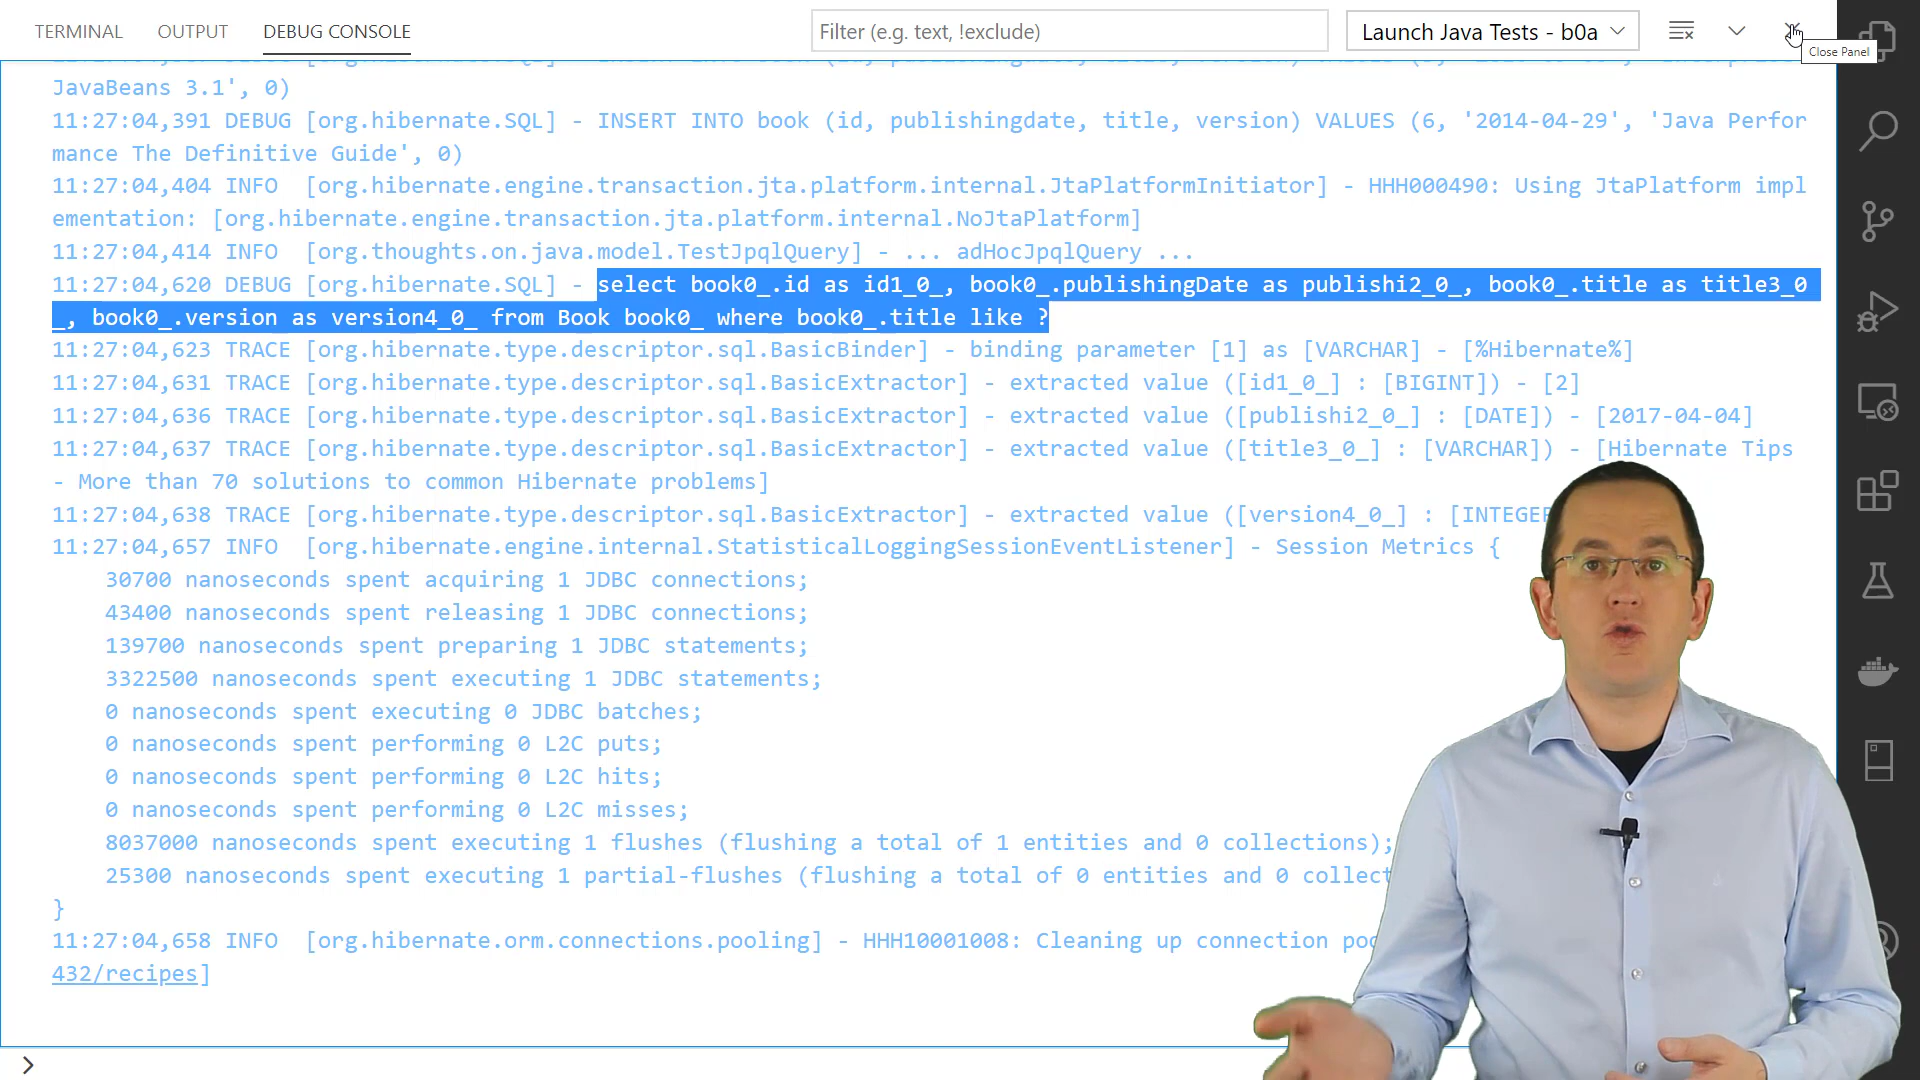 TERMINAL OUTPUT DEBUG CONSOLE Filter (e.g. text, !exclude) Launch Java Tests - b0a
Close Panel
JavaBeans 3.1', 0)
11:27:04,391 DEBUG [org.hibernate.SQL] - INSERT INTO book (id, publishingdate, title, version) VALUES (6, '2014-04-29', 'Java Perfor
mance The Definitive Guide', 0)
11:27:04,404 INFO  [org.hibernate.engine.transaction.jta.platform.internal.JtaPlatformInitiator] - HHH000490: Using JtaPlatform impl
ementation: [org.hibernate.engine.transaction.jta.platform.internal.NoJtaPlatform]
11:27:04,414 INFO  [org.thoughts.on.java.model.TestJpqlQuery] - ... adHocJpqlQuery ...
11:27:04,620 DEBUG [org.hibernate.SQL] - select book0_.id as id1_0_, book0_.publishingDate as publishi2_0_, book0_.title as title3_0
_, book0_.version as version4_0_ from Book book0_ where book0_.title like ?
11:27:04,623 TRACE [org.hibernate.type.descriptor.sql.BasicBinder] - binding parameter [1] as [VARCHAR] - [%Hibernate%]
11:27:04,631 TRACE [org.hibernate.type.descriptor.sql.BasicExtractor] - extracted value ([id1_0_] : [BIGINT]) - [2]
11:27:04,636 TRACE [org.hibernate.type.descriptor.sql.BasicExtractor] - extracted value ([publishi2_0_] : [DATE]) - [2017-04-04]
11:27:04,637 TRACE [org.hibernate.type.descriptor.sql.BasicExtractor] - extracted value ([title3_0_] : [VARCHAR]) - [Hibernate Tips
- More than 70 solutions to common Hibernate problems]
11:27:04,638 TRACE [org.hibernate.type.descriptor.sql.BasicExtractor] - extracted value ([version4_0_] : [INTEGER
11:27:04,657 INFO  [org.hibernate.engine.internal.StatisticalLoggingSessionEventListener] - Session Metrics {
30700 nanoseconds spent acquiring 1 JDBC connections;
43400 nanoseconds spent releasing 1 JDBC connections;
139700 nanoseconds spent preparing 1 JDBC statements;
3322500 nanoseconds spent executing 1 JDBC statements;
0 nanoseconds spent executing 0 JDBC batches;
0 nanoseconds spent performing 0 L2C puts;
0 nanoseconds spent performing 0 L2C hits;
0 nanoseconds spent performing 0 L2C misses;
8037000 nanoseconds spent executing 1 flushes (flushing a total of 1 entities and 0 collections);
25300 nanoseconds spent executing 1 partial-flushes (flushing a total of 0 entities and 0 collect
}
11:27:04,658 INFO  [org.hibernate.orm.connections.pooling] - HHH10001008: Cleaning up connection poo
432/recipes]